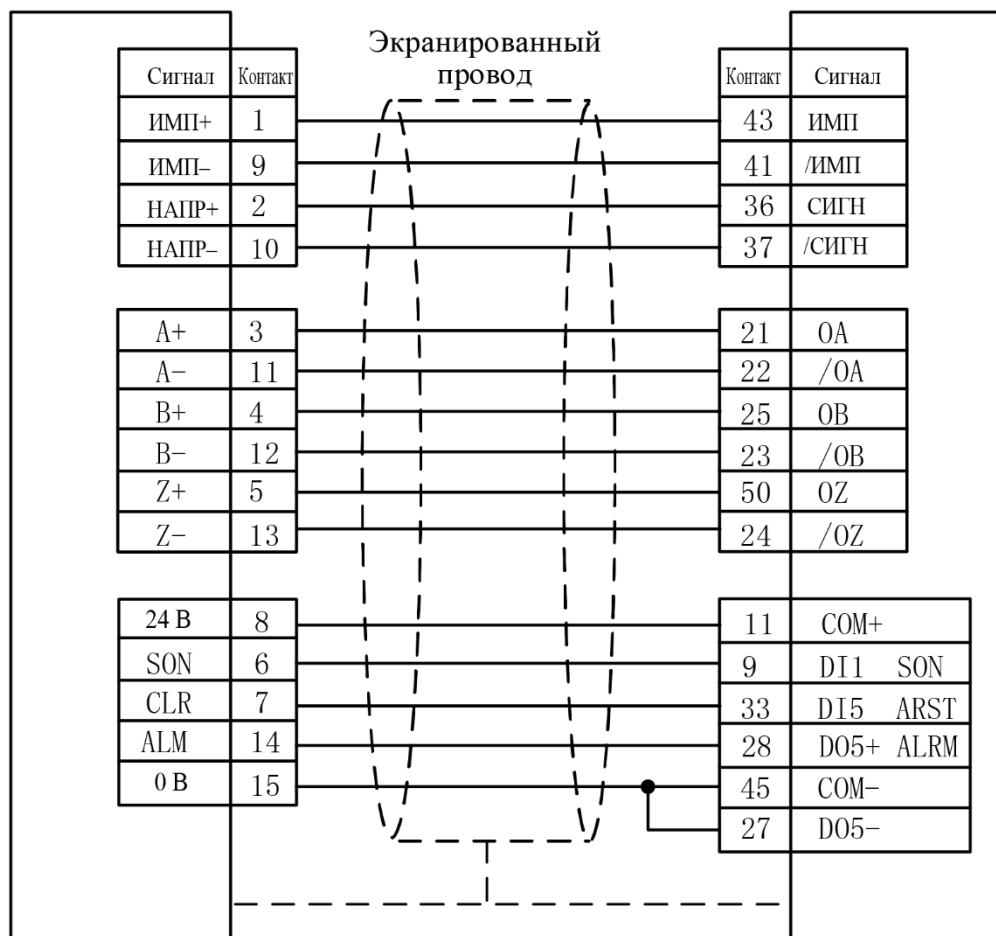 Экранированный
провод
Сигнал Контакт
ИМП+ 1
ИМП– 9
НАПР+ 2
НАПР– 10
A+ 3
A− 11
B+ 4
B− 12
Z+ 5
Z− 13
24 В 8
SON 6
CLR 7
ALM 14
0 В 15
Контакт Сигнал
43 ИМП
41 /ИМП
36 СИГН
37 /СИГН
21 OA
22 /OA
25 OB
23 /OB
50 OZ
24 /OZ
11 COM+
9 DI1 SON
33 DI5 ARST
28 DO5+ ALRM
45 COM−
27 DO5−